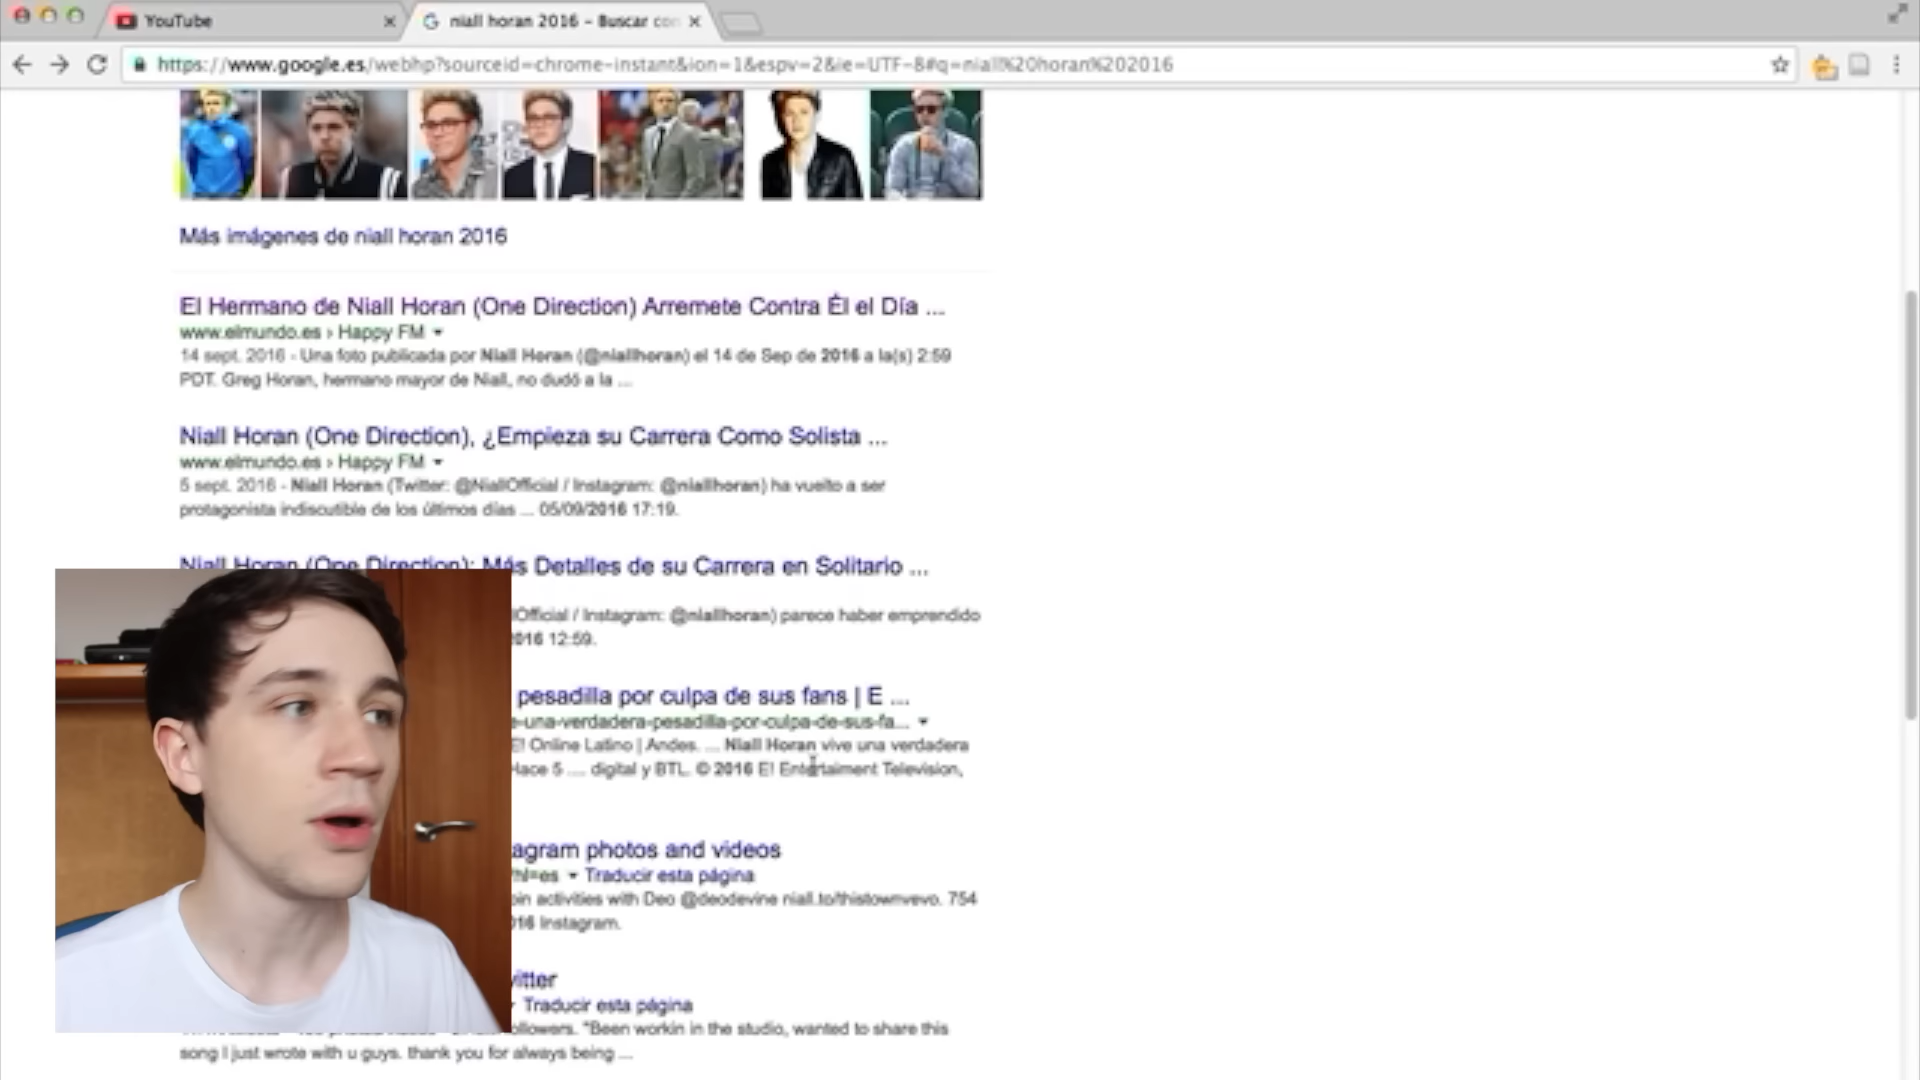 YouTube
niall horan 2016 - Buscar con
https://www.google.es/webhp?sourceid=chrome-instant&ion=1&espv=2&ie=UTF-8#q=niall%20horan%202016
Más imágenes de niall horan 2016
El Hermano de Niall Horan (One Direction) Arremete Contra Él el Día ...
www.elmundo.es › Happy FM
14 sept. 2016 - Una foto publicada por Niall Horan (@niallhoran) el 14 de Sep de 2016 a la(s) 2:59
PDT. Greg Horan, hermano mayor de Niall, no dudó a la ...
Niall Horan (One Direction), ¿Empieza su Carrera Como Solista ...
www.elmundo.es › Happy FM
5 sept. 2016 - Niall Horan (Twitter: @NiallOfficial / Instagram: @niallhoran) ha vuelto a ser
protagonista indiscutible de los últimos días ... 05/09/2016 17:19.
Niall Horan (One Direction): Más Detalles de su Carrera en Solitario ...
Official / Instagram: @niallhoran) parece haber emprendido
016 12:59.
pesadilla por culpa de sus fans | E ...
e-una-verdadera-pesadilla-por-culpa-de-sus-fa...
E! Online Latino | Andes. ... Niall Horan vive una verdadera
Hace 5 .... digital y BTL. © 2016 E! Entertaiment Television,
agram photos and videos
?hl=es Traducir esta página
oin activities with Deo @deodevine niall.to/thistownvevo. 754
016 Instagram.
witter
Traducir esta página
ollowers. "Been workin in the studio, wanted to share this
song I just wrote with u guys. thank you for always being ...